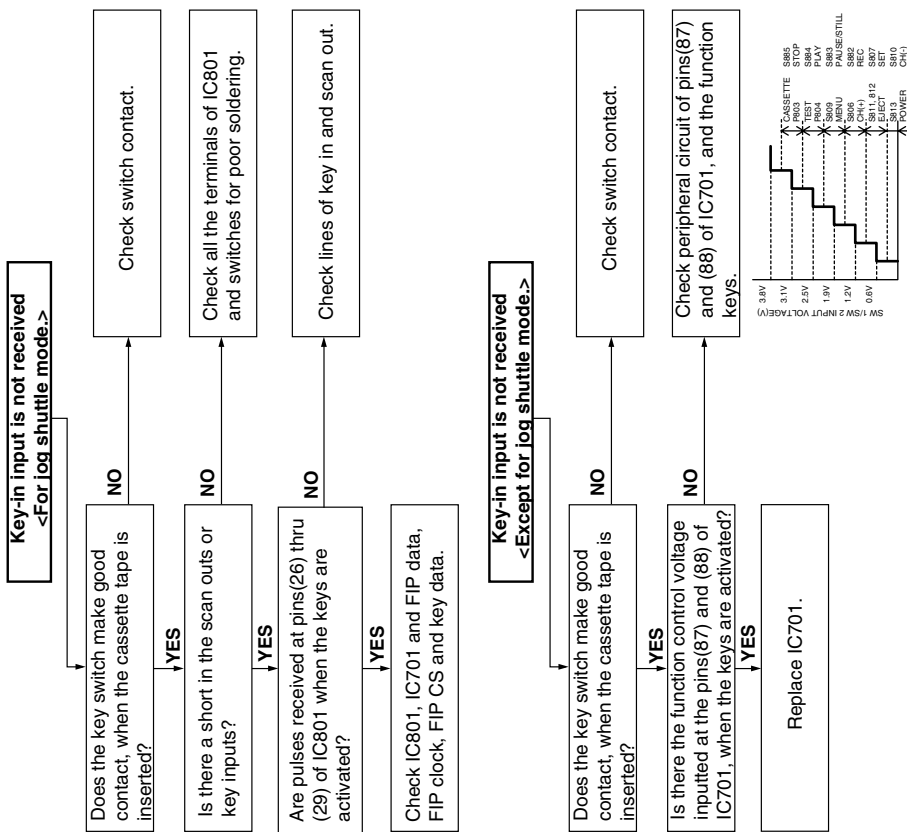 Key-in input is not received
<For jog shuttle mode.>
Does the key switch make good
contact, when the cassette tape is
inserted?
NO
Check switch contact.
YES
Is there a short in the scan outs or
key inputs?
NO
Check all the terminals of IC801
and switches for poor soldering.
YES
Are pulses received at pins(26) thru
(29) of IC801 when the keys are
activated?
NO
Check lines of key in and scan out.
YES
Check IC801, IC701 and FIP data,
FIP clock, FIP CS and key data.
Key-in input is not received
<Except for jog shuttle mode.>
Does the key switch make good
contact, when the cassette tape is
inserted?
NO
Check switch contact.
YES
Is there the function control voltage
inputted at the pins(87) and (88) of
IC701, when the keys are activated?
NO
Check peripheral circuit of pins(87)
and (88) of IC701, and the function
keys.
YES
Replace IC701.
SW 1/SW 2 INPUT VOLTAGE(V)
3.8V
3.1V
2.5V
1.9V
1.2V
0.6V
CASSETTE S885
P803 STOP
TEST S884
P804 PLAY
S809 S883
MENU PAUSE/STILL
S806 S882
CH(+) REC
S811, 812 S807
EJECT SET
S813 S810
POWER CH(-)